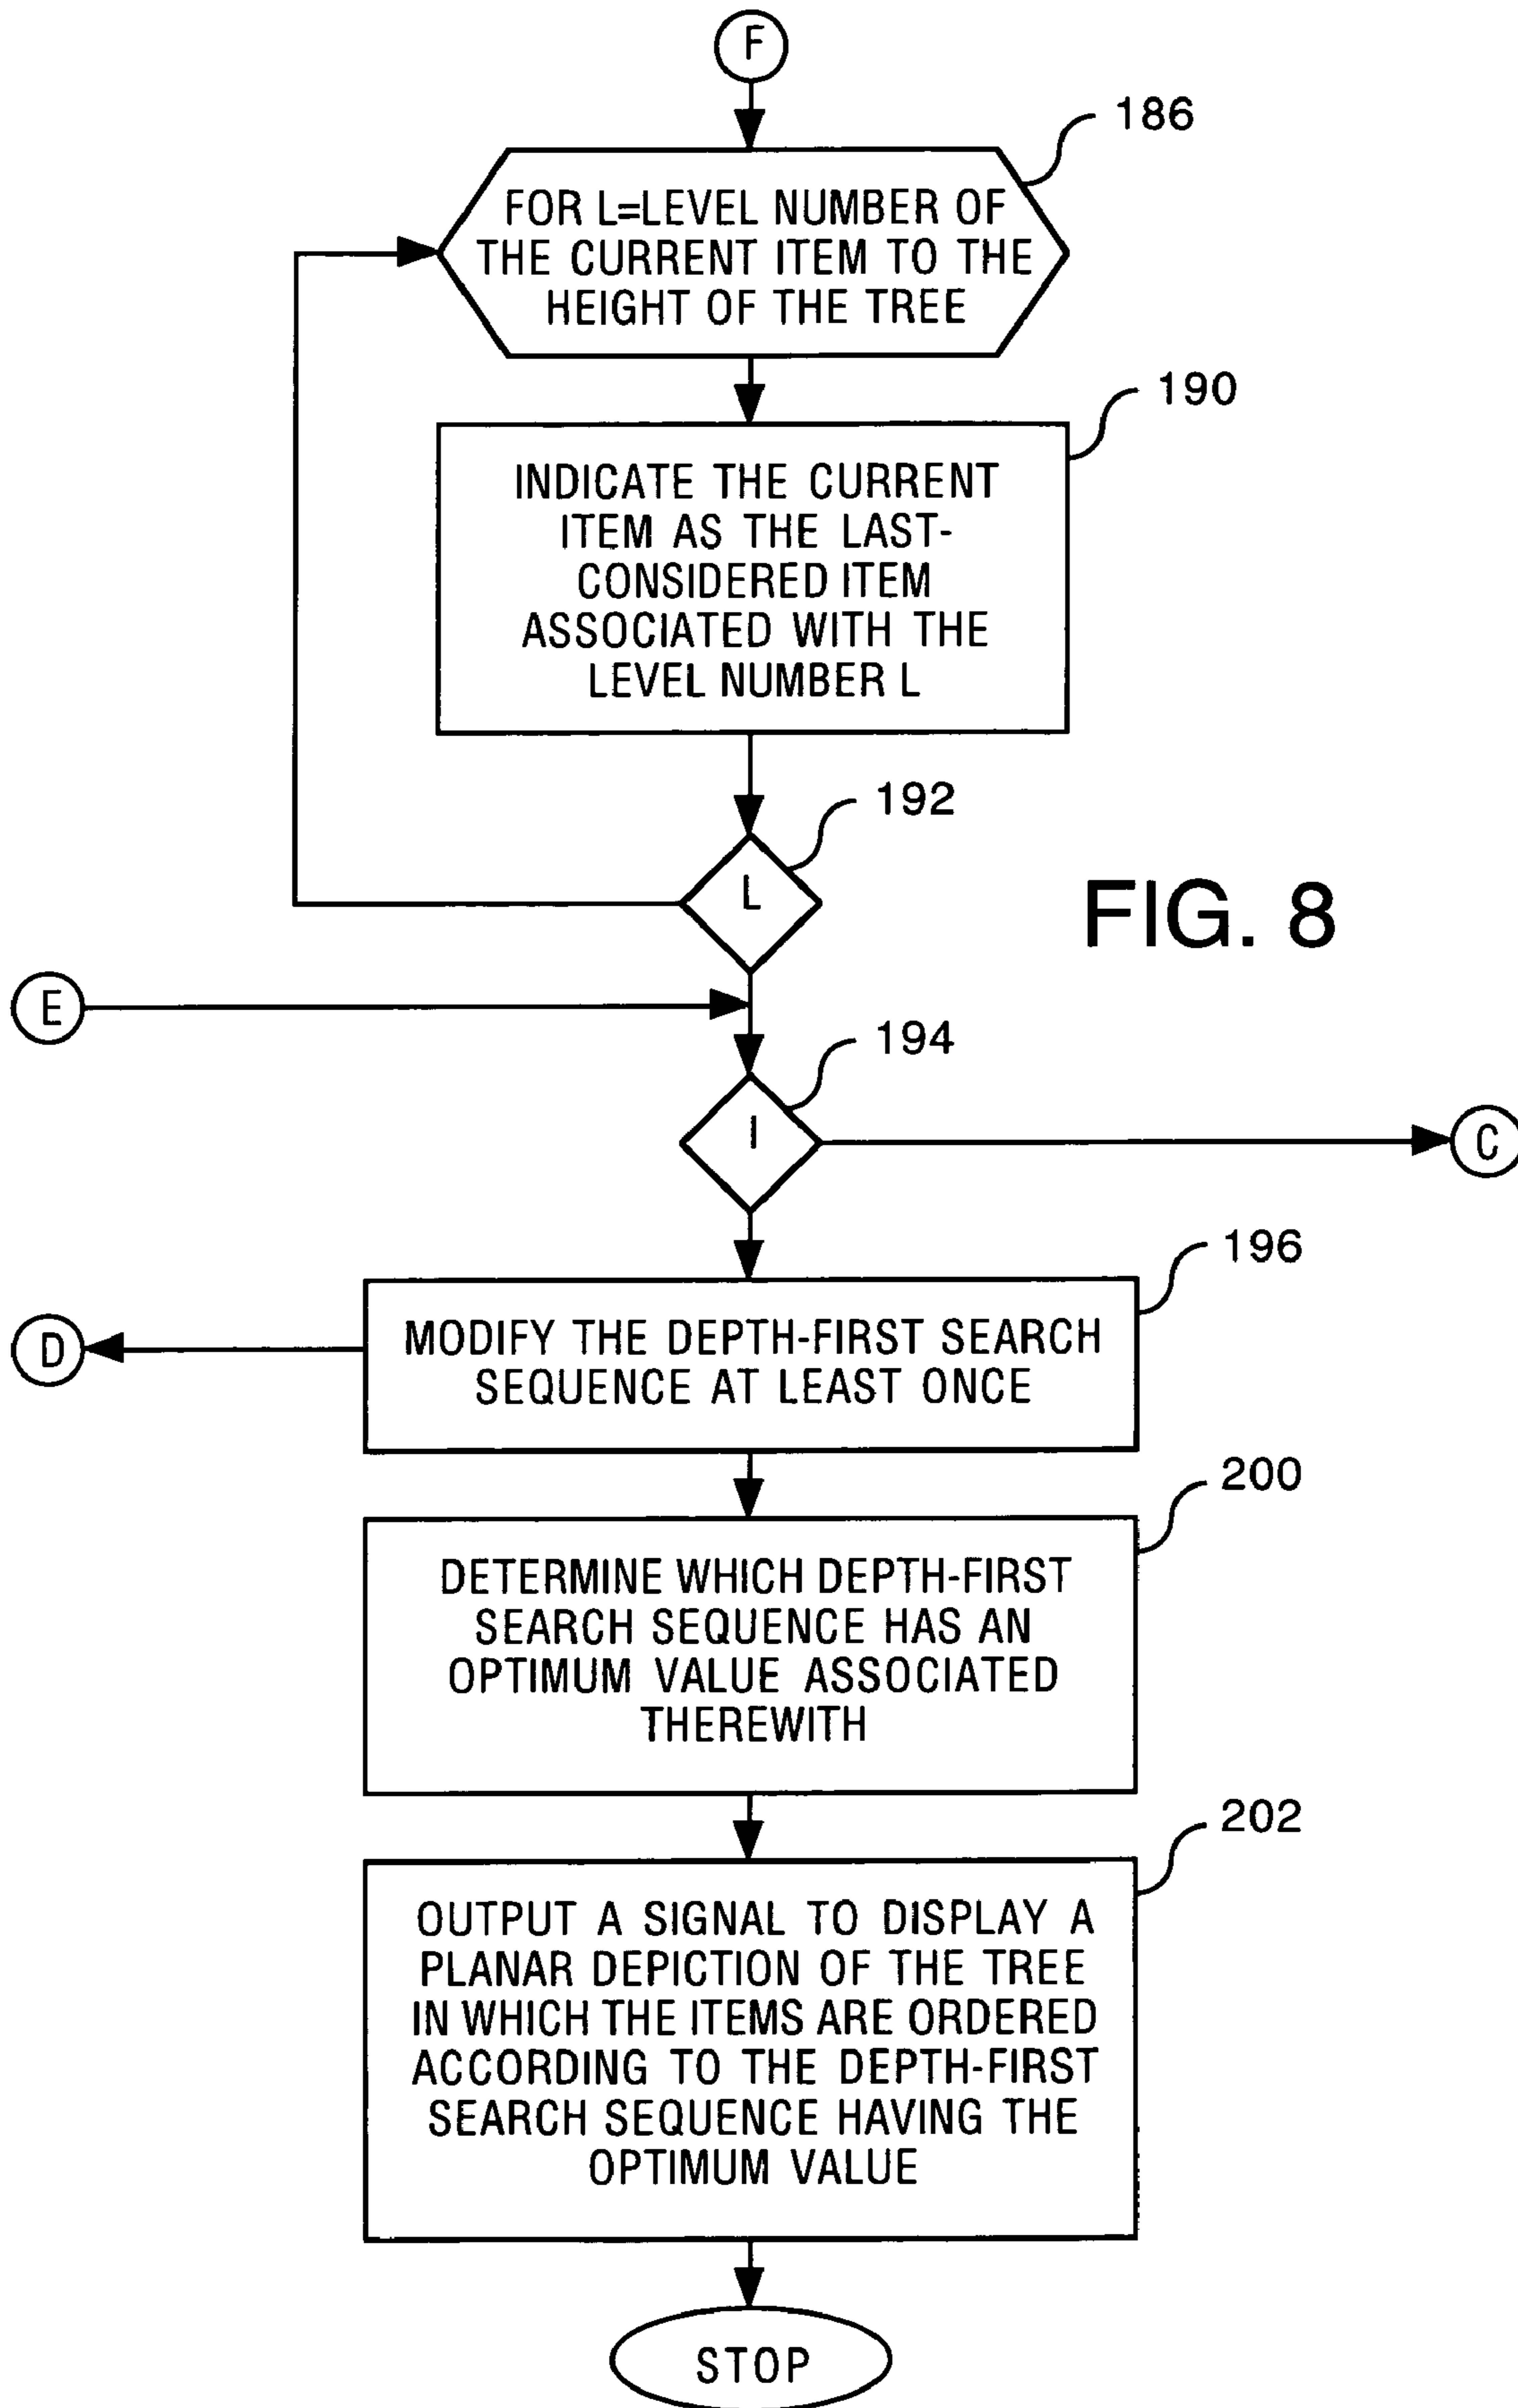 F
186
FOR L=LEVEL NUMBER OF
THE CURRENT ITEM TO THE
HEIGHT OF THE TREE
190
INDICATE THE CURRENT
ITEM AS THE LAST-
CONSIDERED ITEM
ASSOCIATED WITH THE
LEVEL NUMBER L
192
L
FIG. 8
E
194
I
C
196
D
MODIFY THE DEPTH-FIRST SEARCH
SEQUENCE AT LEAST ONCE
200
DETERMINE WHICH DEPTH-FIRST
SEARCH SEQUENCE HAS AN
OPTIMUM VALUE ASSOCIATED
THEREWITH
202
OUTPUT A SIGNAL TO DISPLAY A
PLANAR DEPICTION OF THE TREE
IN WHICH THE ITEMS ARE ORDERED
ACCORDING TO THE DEPTH-FIRST
SEARCH SEQUENCE HAVING THE
OPTIMUM VALUE
STOP